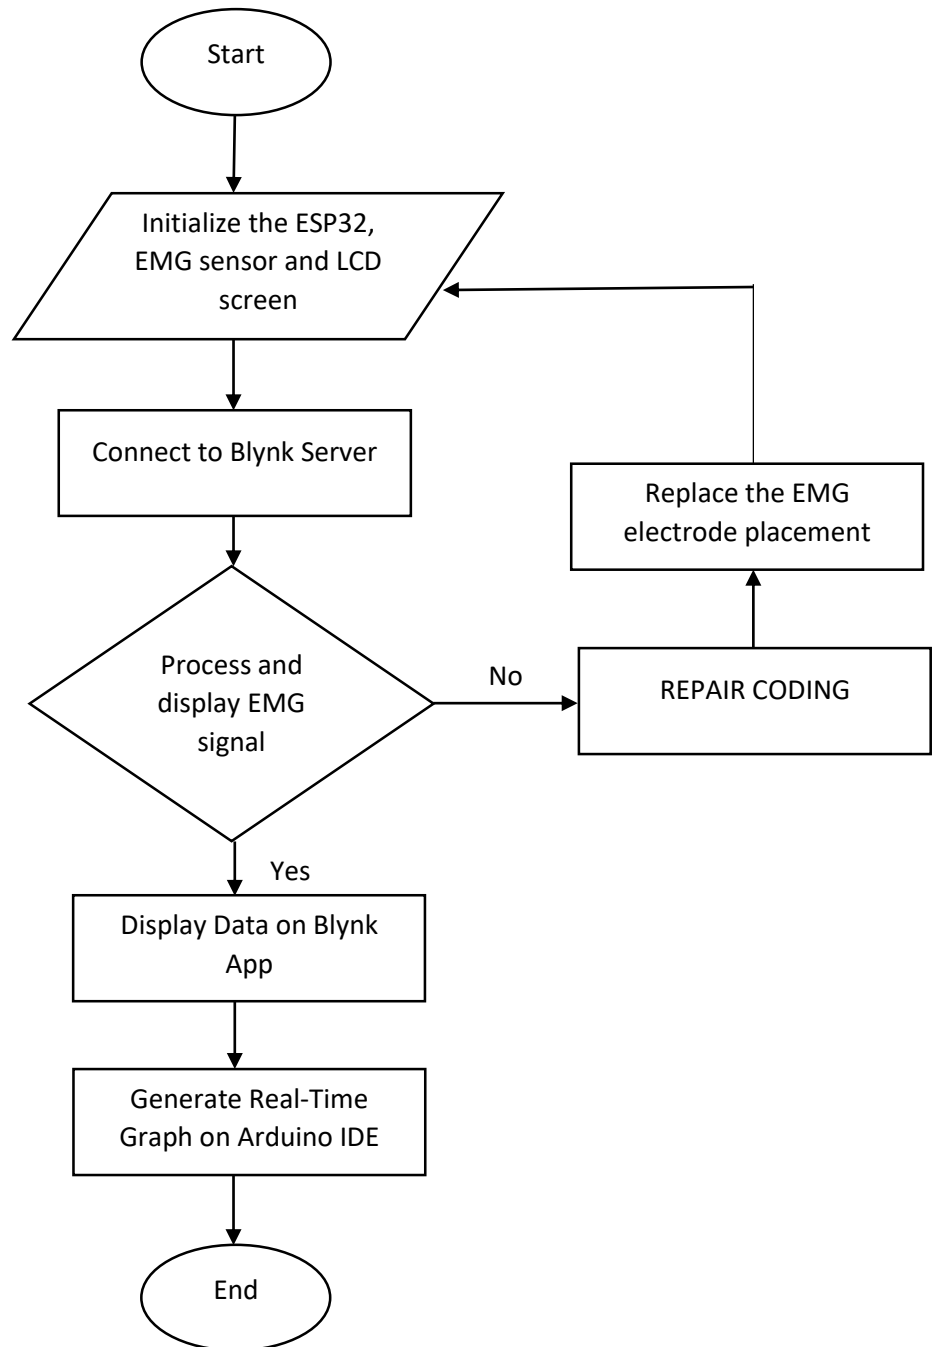 Start
Initialize the ESP32,
EMG sensor and LCD
screen
Connect to Blynk Server
Replace the EMG
electrode placement
Process and
display EMG
signal
No
REPAIR CODING
Yes
Display Data on Blynk
App
Generate Real-Time
Graph on Arduino IDE
End